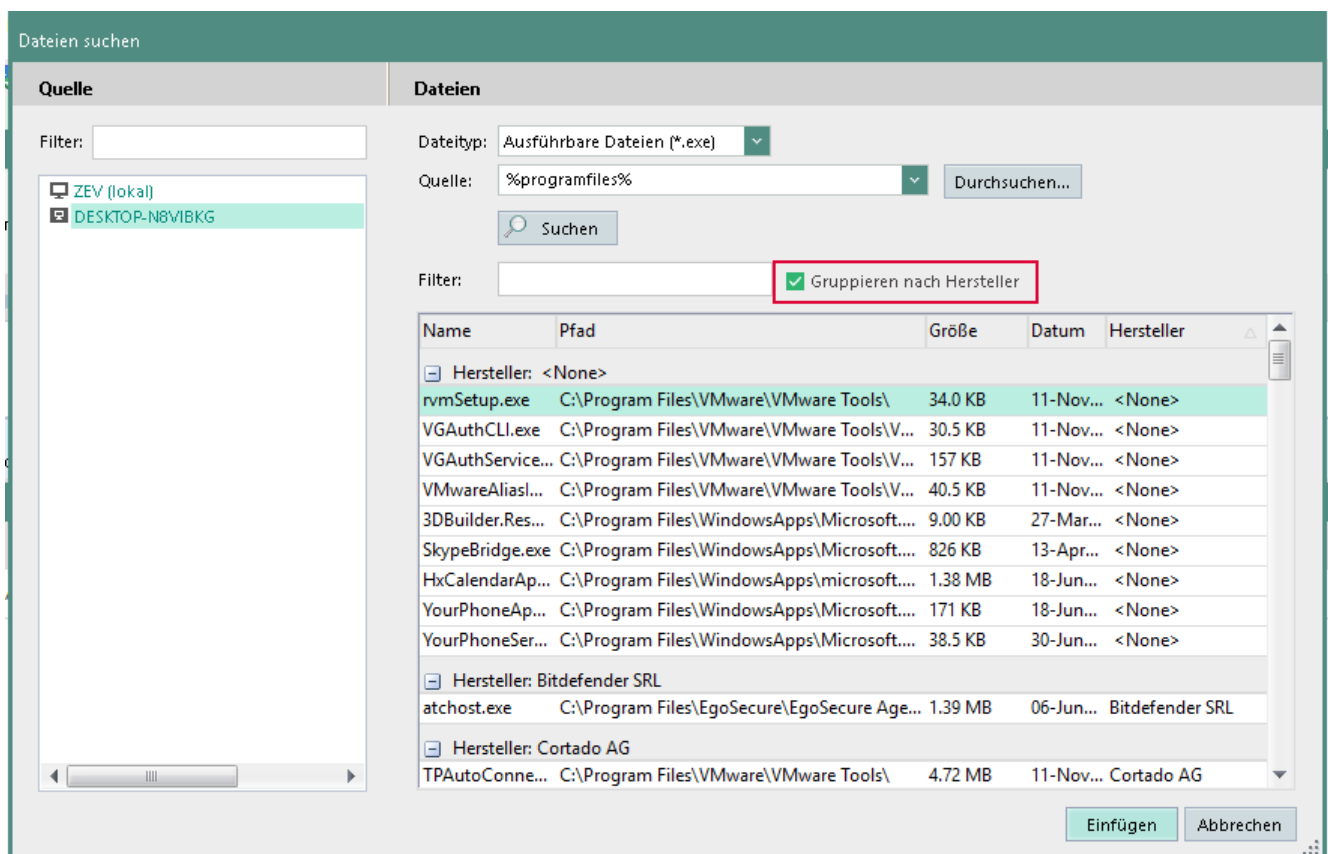 Dateien suchen
Quelle
Dateien
Filter:
ZEV (lokal)
DESKTOP-N8VIBKG
Dateityp: Ausführbare Dateien (*.exe)
Quelle: %programfiles% Durchsuchen...
Suchen
Filter: Gruppieren nach Hersteller
Name Pfad Größe Datum Hersteller
Hersteller: <None>
rvmSetup.exe C:\Program Files\VMware\VMware Tools\ 34.0 KB 11-Nov... <None>
VGAuthCLI.exe C:\Program Files\VMware\VMware Tools\V... 30.5 KB 11-Nov... <None>
VGAuthService... C:\Program Files\VMware\VMware Tools\V... 157 KB 11-Nov... <None>
VMwareAliasI... C:\Program Files\VMware\VMware Tools\V... 40.5 KB 11-Nov... <None>
3DBuilder.Res... C:\Program Files\WindowsApps\Microsoft.... 9.00 KB 27-Mar... <None>
SkypeBridge.exe C:\Program Files\WindowsApps\Microsoft.... 826 KB 13-Apr... <None>
HxCalendarAp... C:\Program Files\WindowsApps\microsoft.... 1.38 MB 18-Jun... <None>
YourPhoneAp... C:\Program Files\WindowsApps\Microsoft.... 171 KB 18-Jun... <None>
YourPhoneSer... C:\Program Files\WindowsApps\Microsoft.... 38.5 KB 30-Jun... <None>
Hersteller: Bitdefender SRL
atchost.exe C:\Program Files\EgoSecure\EgoSecure Age... 1.39 MB 06-Jun... Bitdefender SRL
Hersteller: Cortado AG
TPAutoConne... C:\Program Files\VMware\VMware Tools\ 4.72 MB 11-Nov... Cortado AG
Einfügen Abbrechen